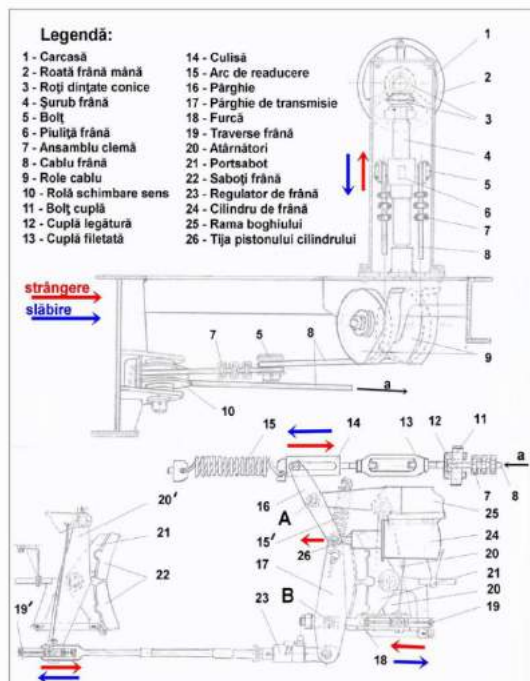 Legendă:
1 - Carcasă
2 - Roată frână mână
3 - Roți dințate conice
4 - Șurub frână
5 - Bolț
6 - Piuliță frână
7 - Ansamblu clemă
8 - Cablu frână
9 - Role cablu
10 - Rolă schimbare sens
11 - Bolț cuplă
12 - Cuplă legătură
13 - Cuplă filetată
14 - Culisă
15 - Arc de readucere
16 - Pârghie
17 - Pârghie de transmisie
18 - Furcă
19 - Traverse frână
20 - Atârnători
21 - Portsabot
22 - Saboți frână
23 - Regulator de frână
24 - Cilindru de frână
25 - Rama boghiului
26 - Tija pistonului cilindrului
1
2
3
4
5
6
7
8
strângere
slăbire
7
5
8
9
10
a
15
14
13
12
11
a
7
8
16
A
25
20'
15'
24
21
26
20
17
21
22
B
20
19'
23
19
18